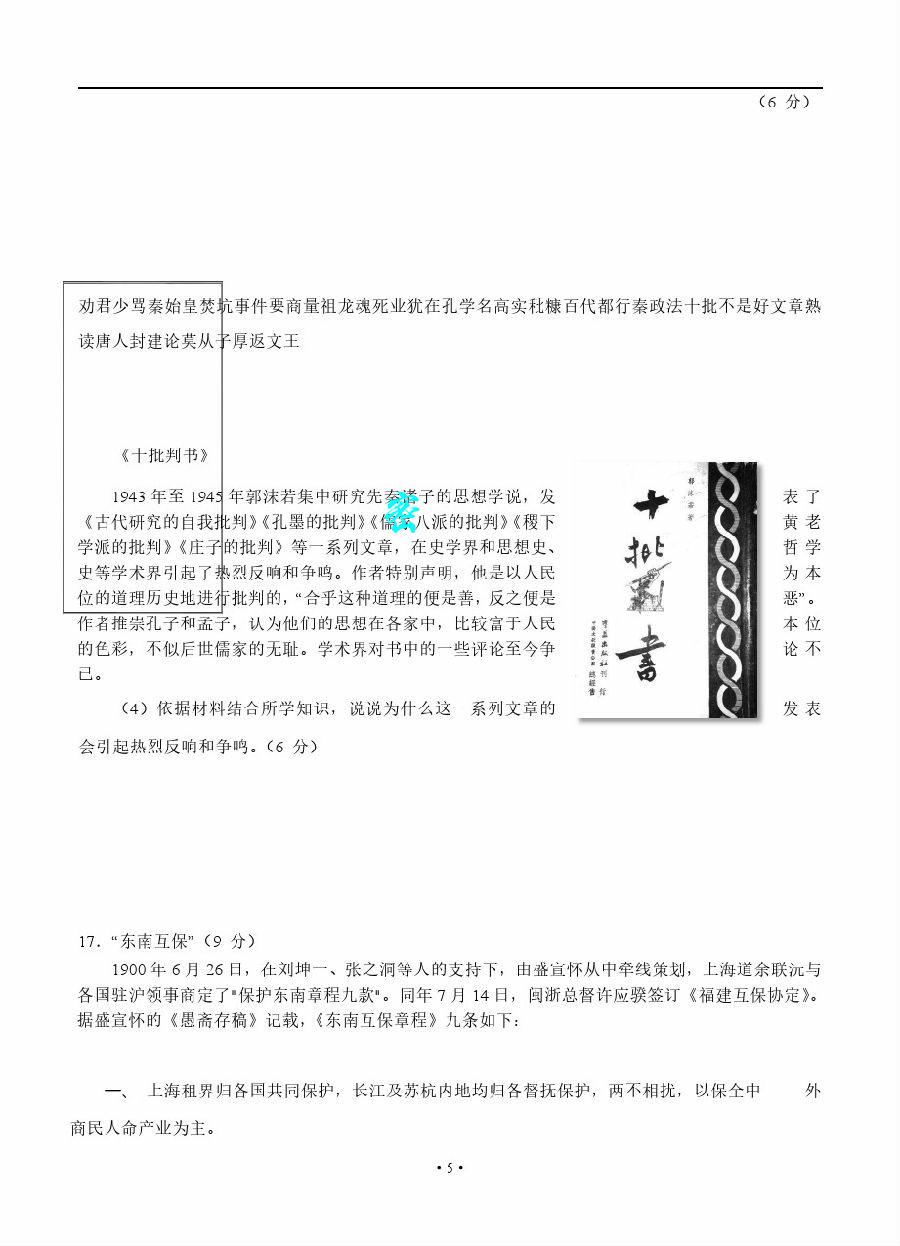 （6 分）
劝君少骂秦始皇焚坑事件要商量祖龙魂死业犹在孔学名高实秕糠百代都行秦政法十批不是好文章熟
读唐人封建论莫从子厚返文王
《十批判书》
1943 年至 1945 年郭沫若集中研究先秦诸子的思想学说，发 表 了
《古代研究的自我批判》《孔墨的批判》《儒家八派的批判》《稷下 黄 老
学派的批判》《庄子的批判》等一系列文章，在史学界和思想史、 哲 学
史等学术界引起了热烈反响和争鸣。作者特别声明，他是以人民 为 本
位的道理历史地进行批判的，“合乎这种道理的便是善，反之便是 恶”。
作者推崇孔子和孟子，认为他们的思想在各家中，比较富于人民 本 位
的色彩，不似后世儒家的无耻。学术界对书中的一些评论至今争 论 不
已。
密
郭沫若著
十批判书
群益出版社刊行
（4）依据材料结合所学知识，说说为什么这 系列文章的 发 表
会引起热烈反响和争鸣。（6 分）
17．“东南互保”（9 分）
1900 年 6 月 26 日，在刘坤一、张之洞等人的支持下，由盛宣怀从中牵线策划，上海道余联沅与
各国驻沪领事商定了"保护东南章程九款"。同年 7 月 14 日，闽浙总督许应骙签订《福建互保协定》。
据盛宣怀的《愚斋存稿》记载，《东南互保章程》九条如下：
一、 上海租界归各国共同保护，长江及苏杭内地均归各督抚保护，两不相扰，以保全中 外
商民人命产业为主。
• 5 •